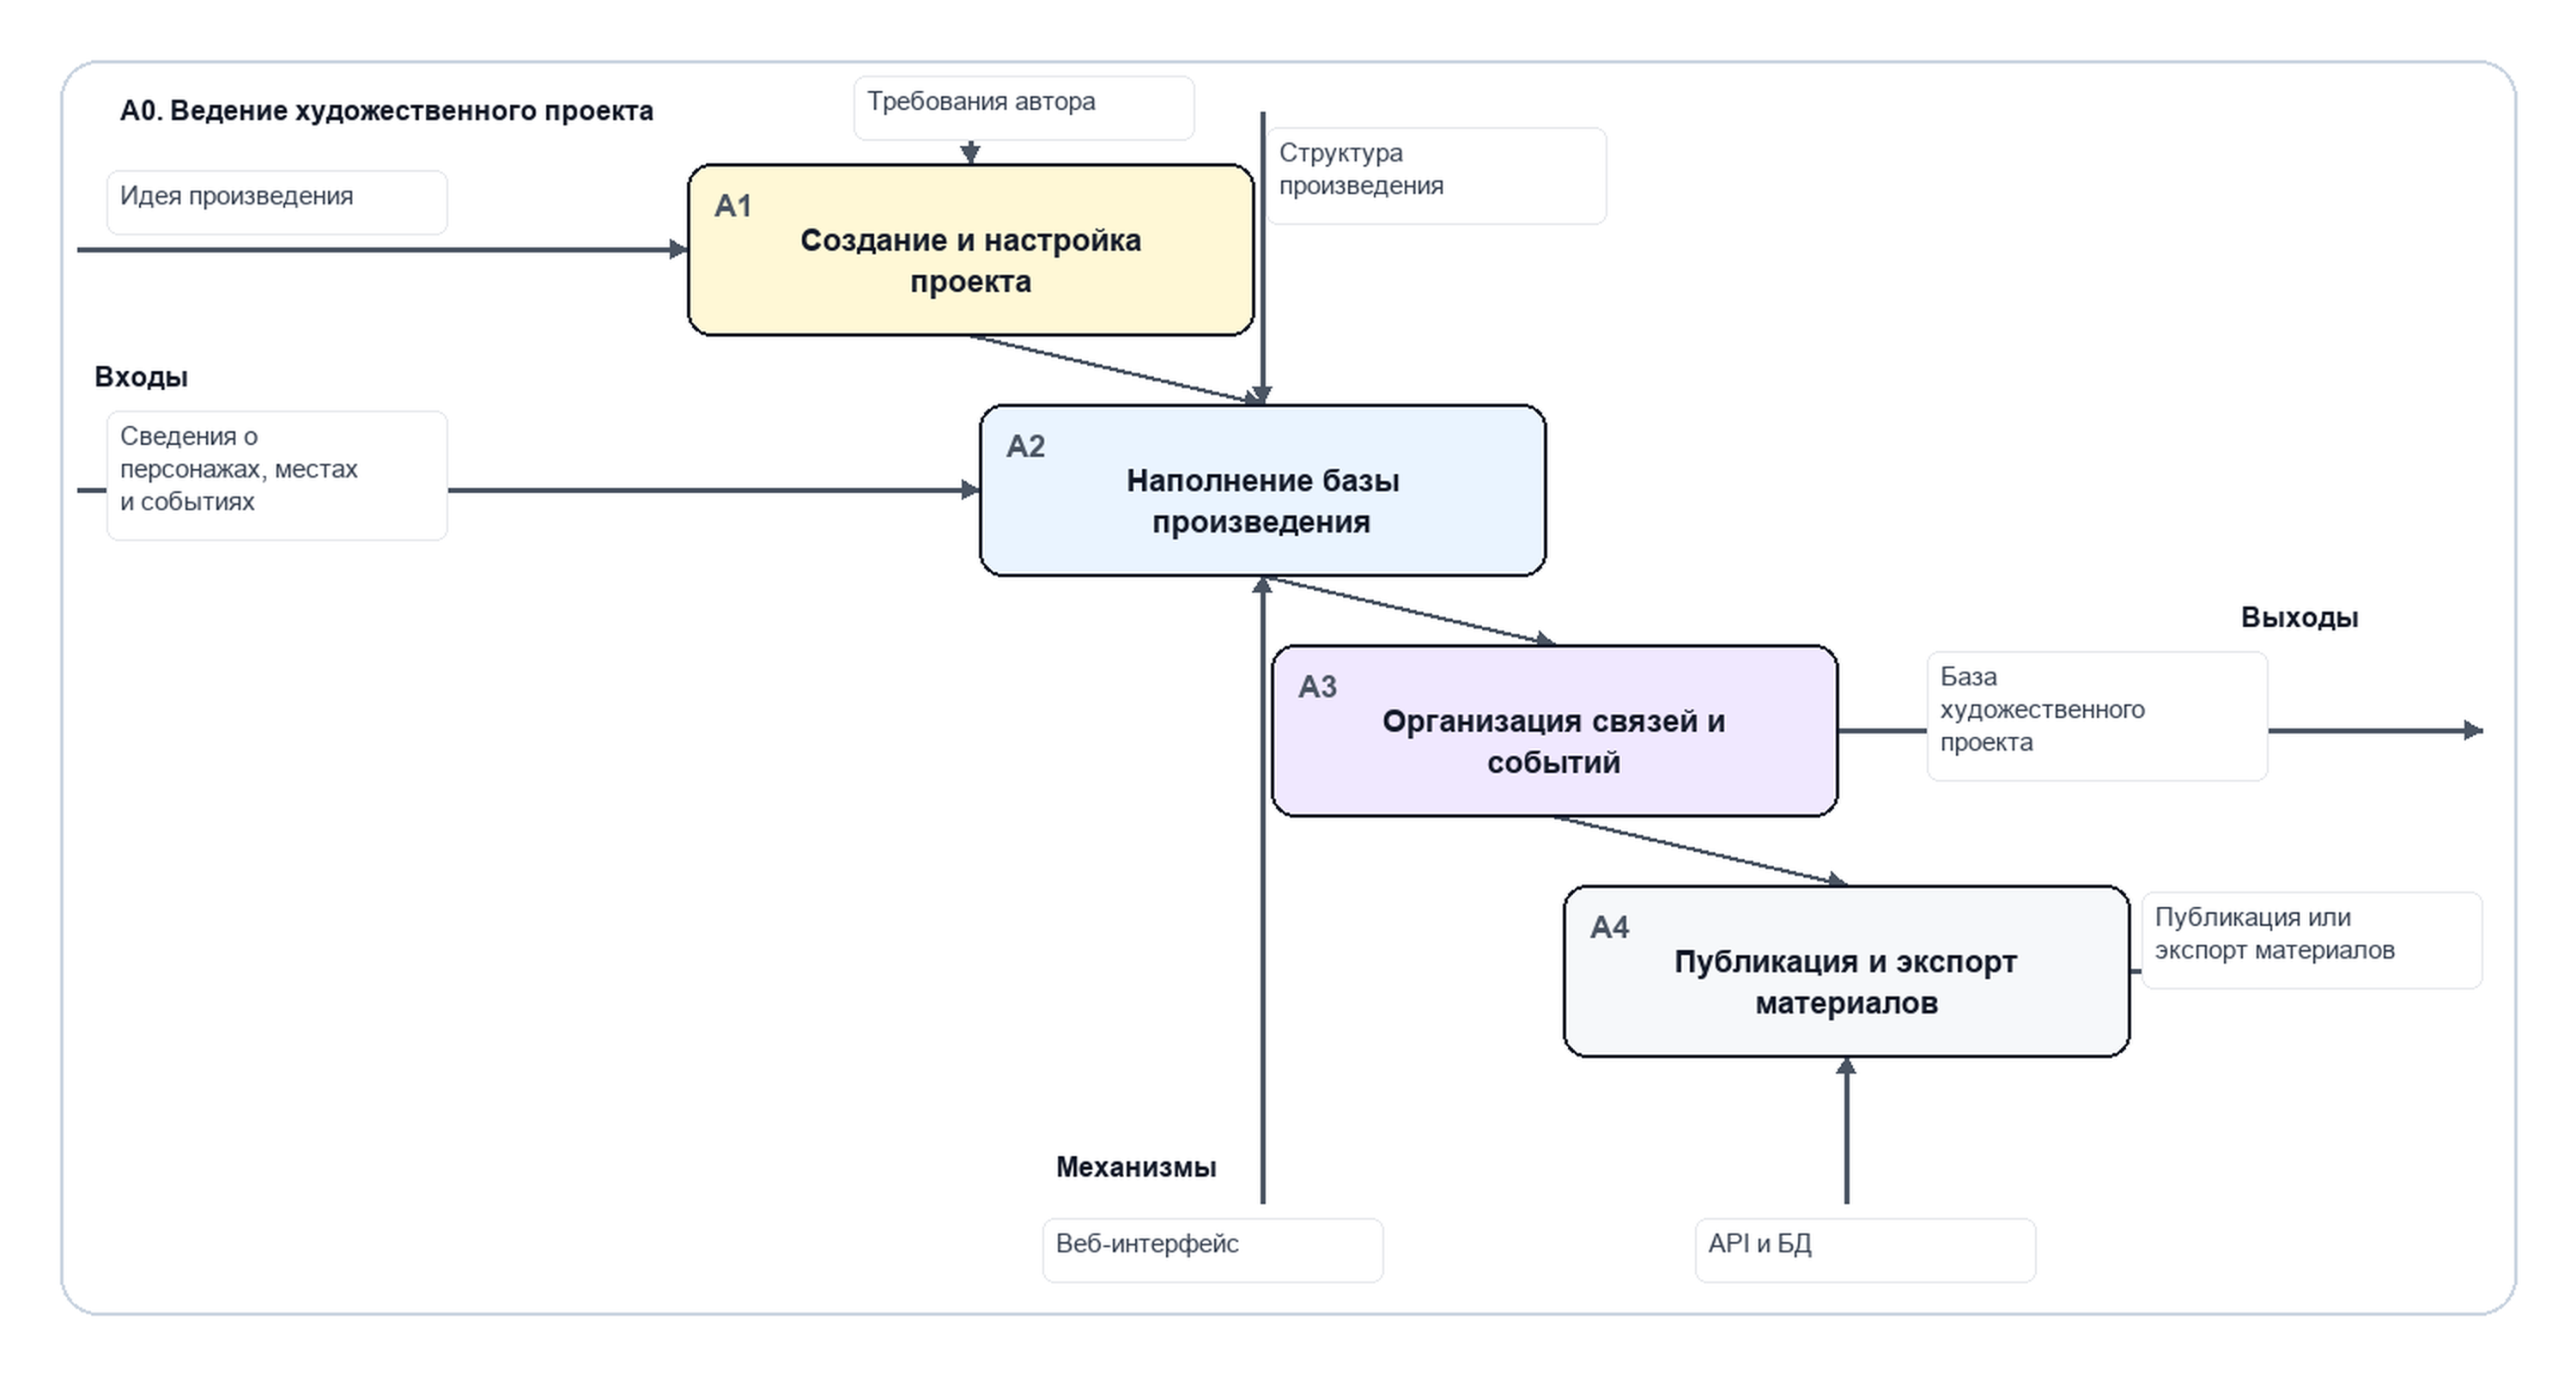 А0. Ведение художественного проекта
Требования автора
Структура
произведения
Идея произведения
А1
Создание и настройка
проекта
Входы
Сведения о
персонажах, местах
и событиях
А2
Наполнение базы
произведения
Выходы
А3
Организация связей и
событий
База
художественного
проекта
А4
Публикация и экспорт
материалов
Публикация или
экспорт материалов
Механизмы
Веб-интерфейс
API и БД